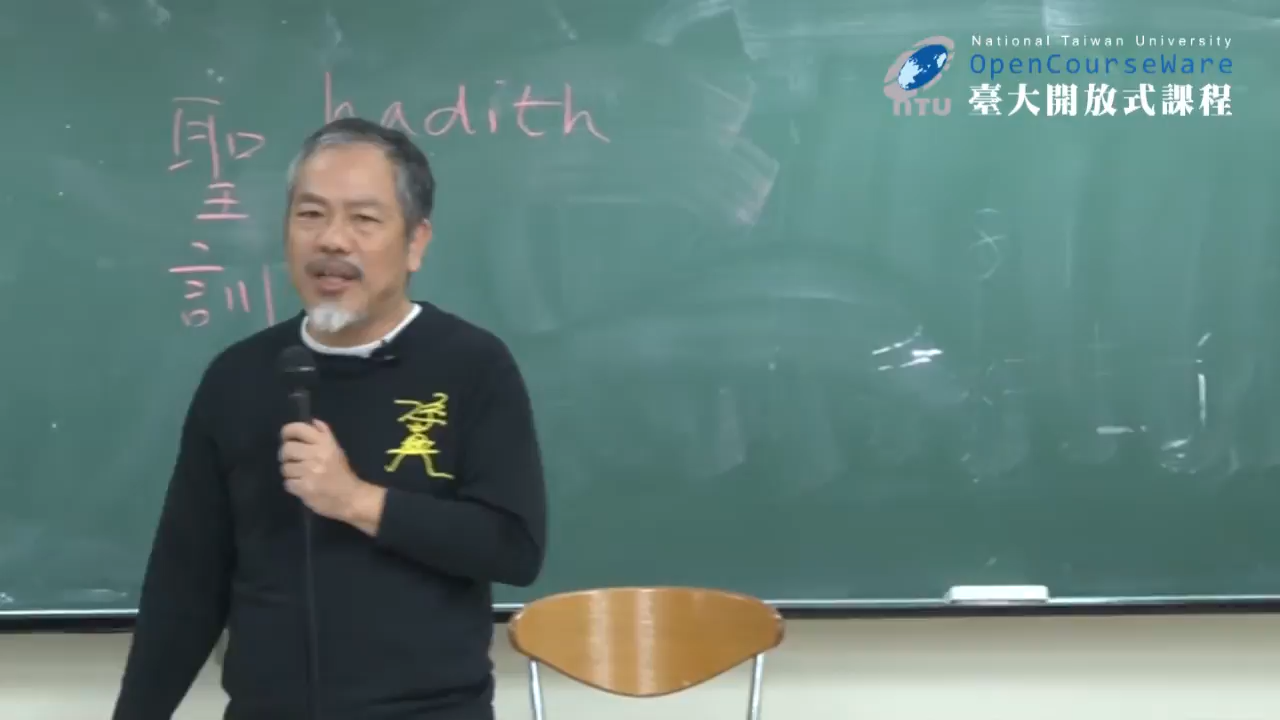 聖訓
hadith
National Taiwan University
OpenCourseWare
NTU
臺大開放式課程